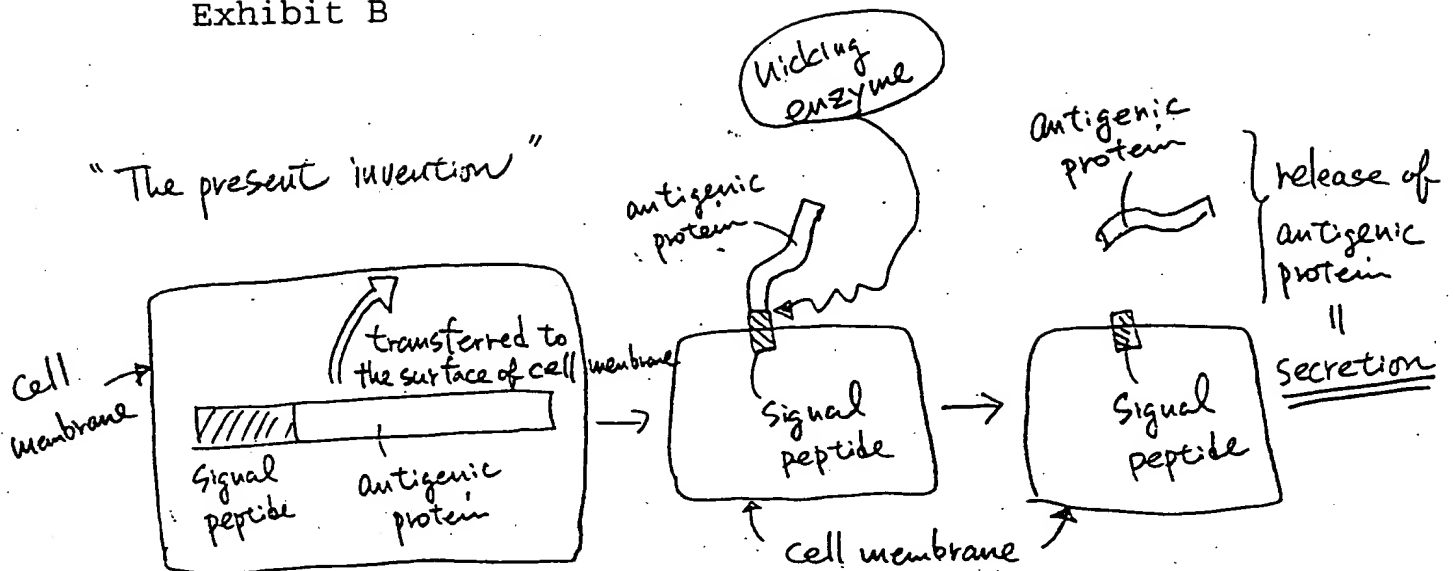 Exhibit B
"The present invention"
Cell
membrane
transferred to
the surface of cell membrane
signal
peptide
antigenic
protein
nicking
enzyme
antigenic
protein
signal
peptide
cell membrane
antigenic
protein
release of
antigenic
protein
=
secretion
signal
peptide